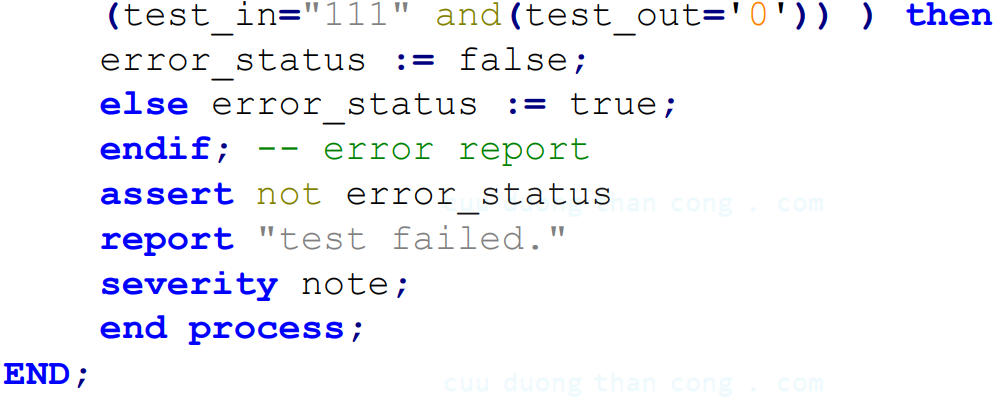 (test_in="111" and(test_out='0')) ) then
error_status := false;
else error_status := true;
endif; -- error report
assert not error_status
cuu duong than cong . com
report "test failed."
severity note;
end process;
END;
cuu duong than cong . com